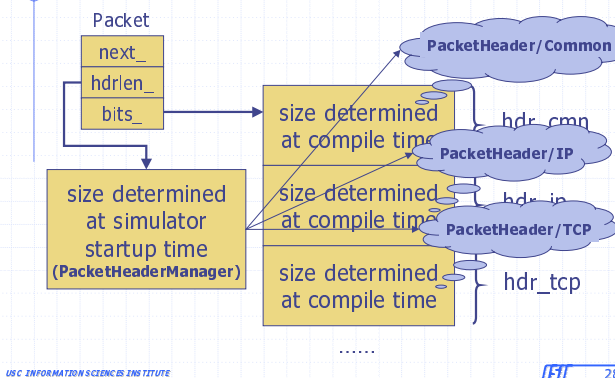 Packet
next_
hdrlen_
bits_
PacketHeader/Common
size determined
at compile time
hdr_cmn
PacketHeader/IP
size determined
at simulator
startup time
(PacketHeaderManager)
size determined
at compile time
hdr_ip
PacketHeader/TCP
size determined
at compile time
hdr_tcp
......
USC INFORMATION SCIENCES INSTITUTE